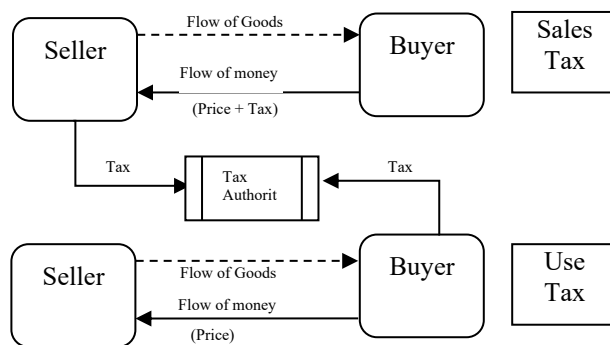 Seller
Flow of Goods
Buyer
Sales
Tax
Flow of money
(Price + Tax)
Tax
Tax
Authorit
Tax
Seller
Flow of Goods
Buyer
Use
Tax
Flow of money
(Price)